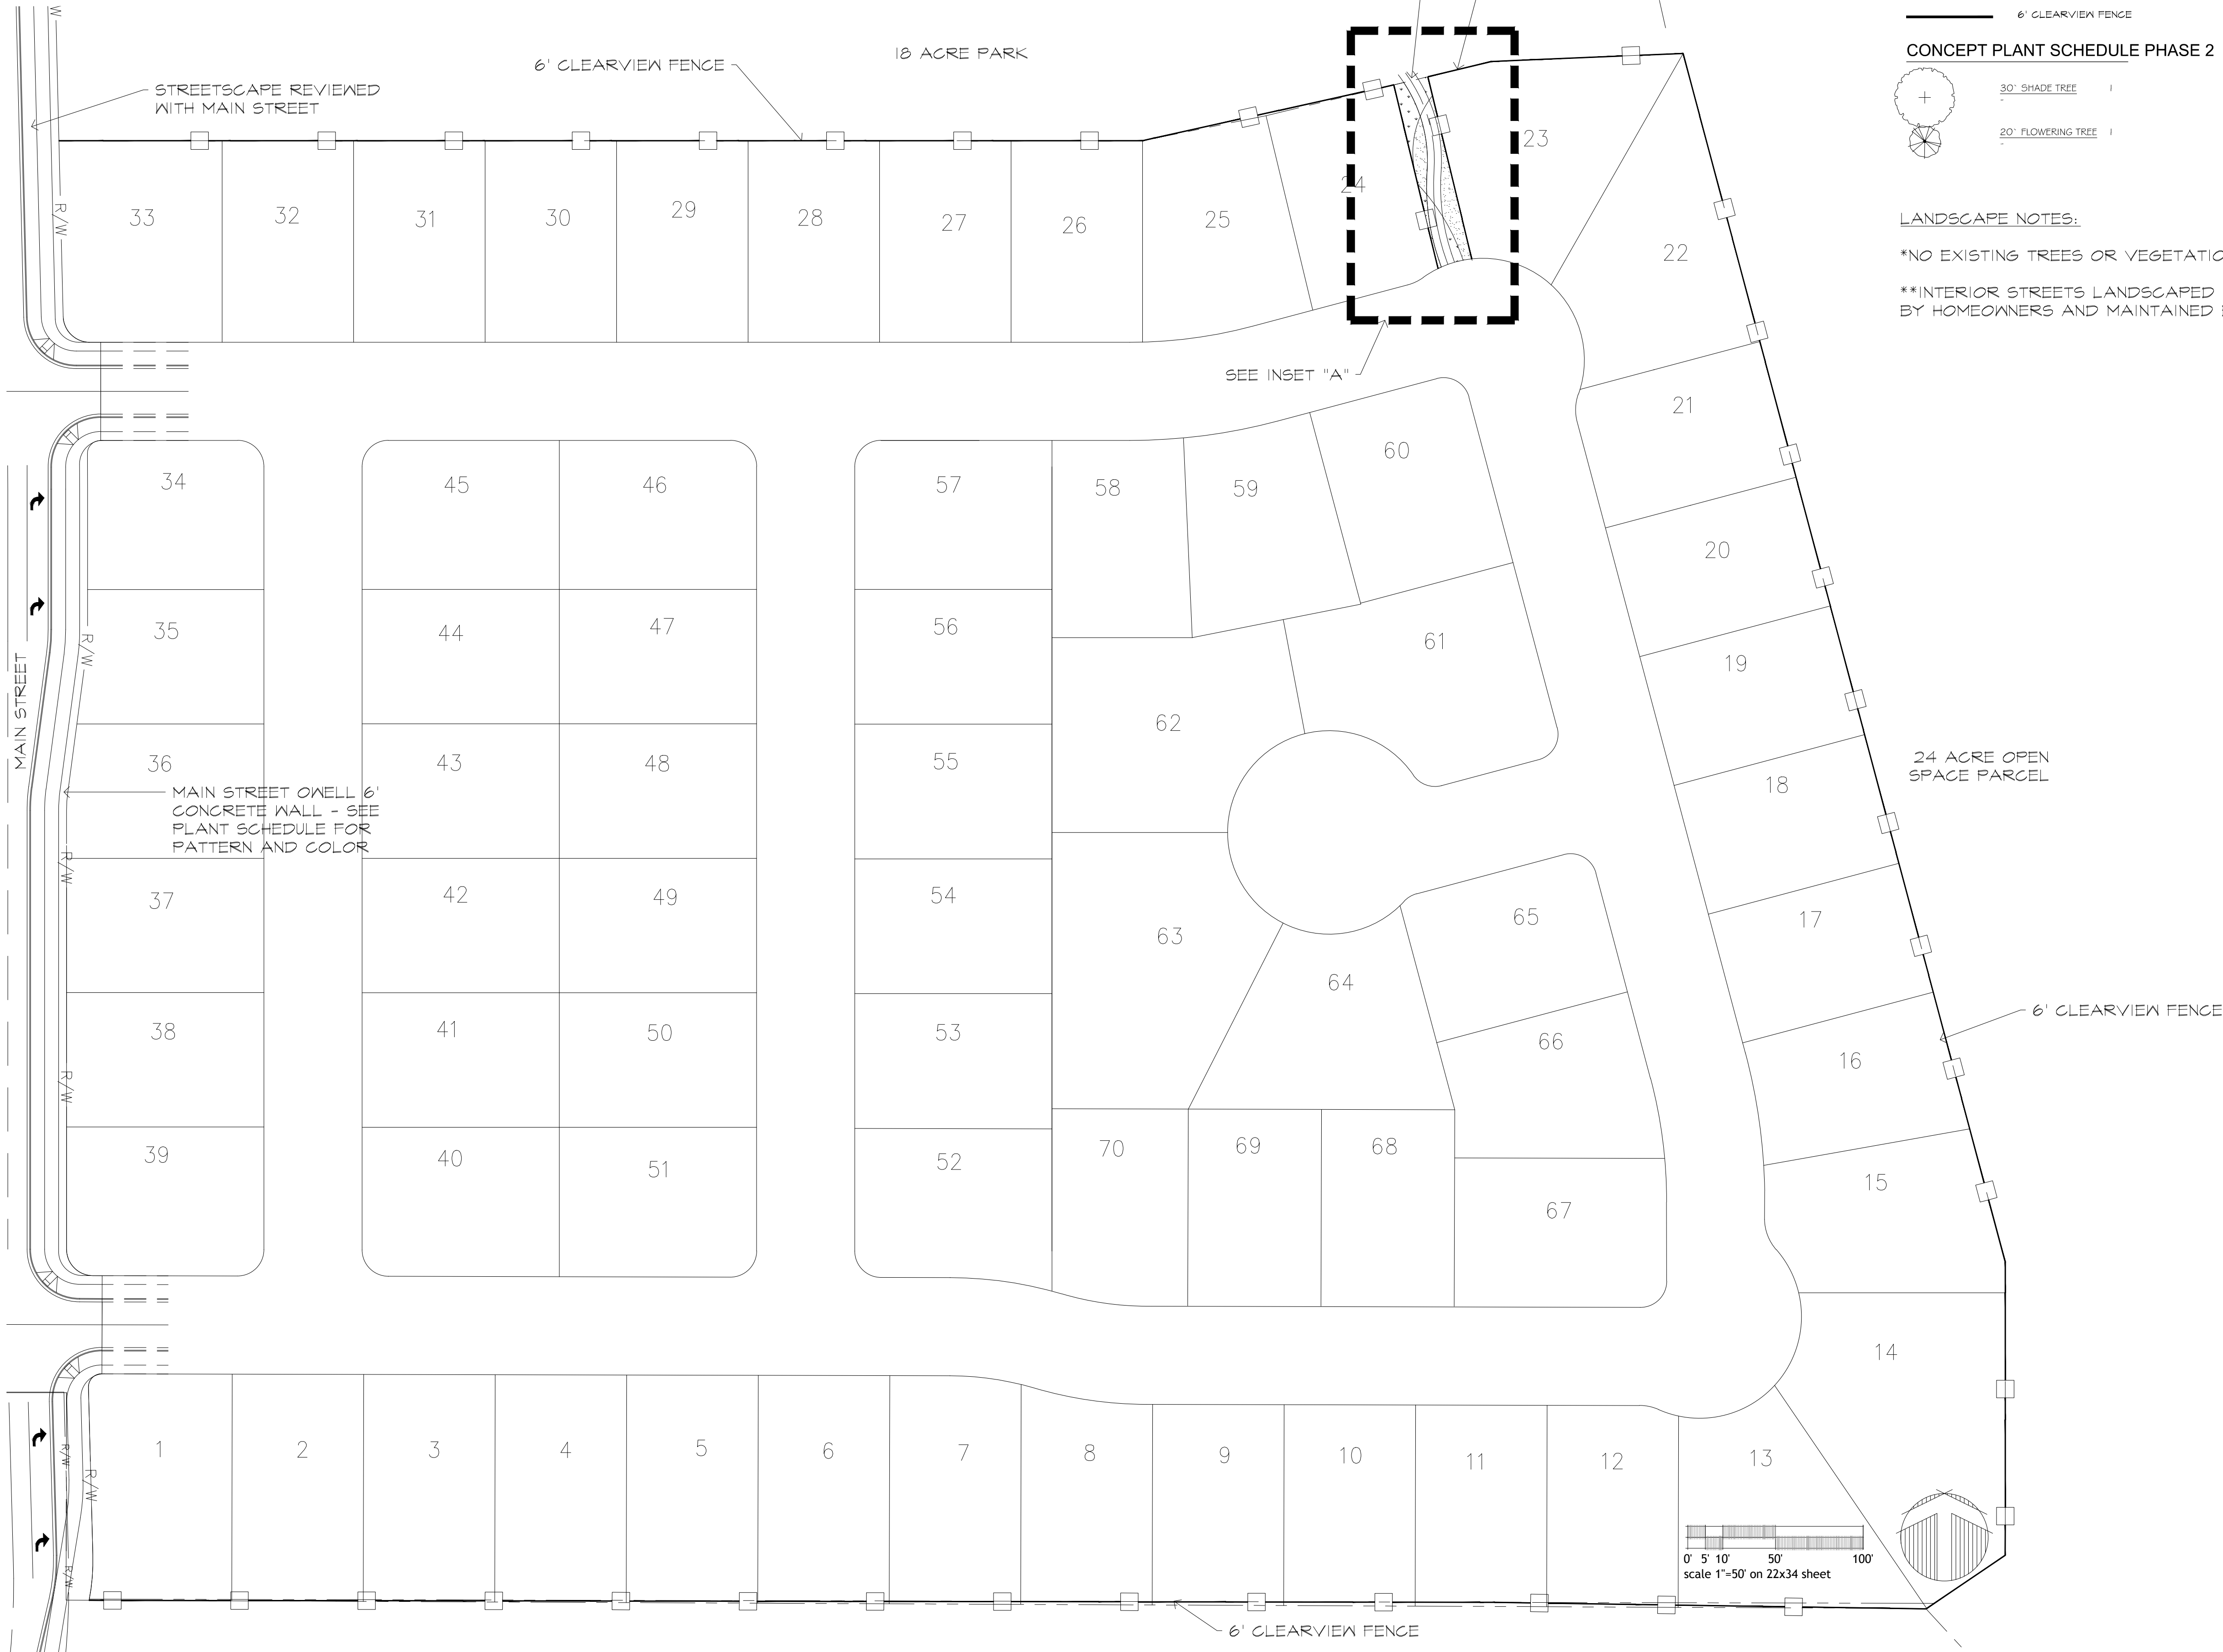 6' CLEARVIEW FENCE
CONCEPT PLANT SCHEDULE PHASE 2
30` SHADE TREE 1
-
20` FLOWERING TREE 1
-
LANDSCAPE NOTES:
*NO EXISTING TREES OR
**INTERIOR STREETS LANDSCAPED
BY HOMEOWNERS AND MAINTAINED
18 ACRE PARK
6' CLEARVIEW FENCE
STREETSCAPE REVIEWED
WITH MAIN STREET
R/W
33
32
31
30
29
28
27
26
25
24
23
22
SEE INSET "A"
21
20
19
18
17
16
15
14
24 ACRE OPEN
SPACE PARCEL
6' CLEARVIEW FENCE
34
45
46
57
58
59
60
35
44
47
56
61
R/W
MAIN STREET
36
43
48
55
62
MAIN STREET OWELL 6'
CONCRETE WALL - SEE
PLANT SCHEDULE FOR
PATTERN AND COLOR
R/W
37
42
49
54
63
64
65
38
41
50
53
66
R/W
39
40
51
52
70
69
68
67
1
2
3
4
5
6
7
8
9
10
11
12
13
R/W
R/W
R/W
0' 5' 10' 50' 100'
scale 1"=50' on 22x34 sheet
6' CLEARVIEW FENCE